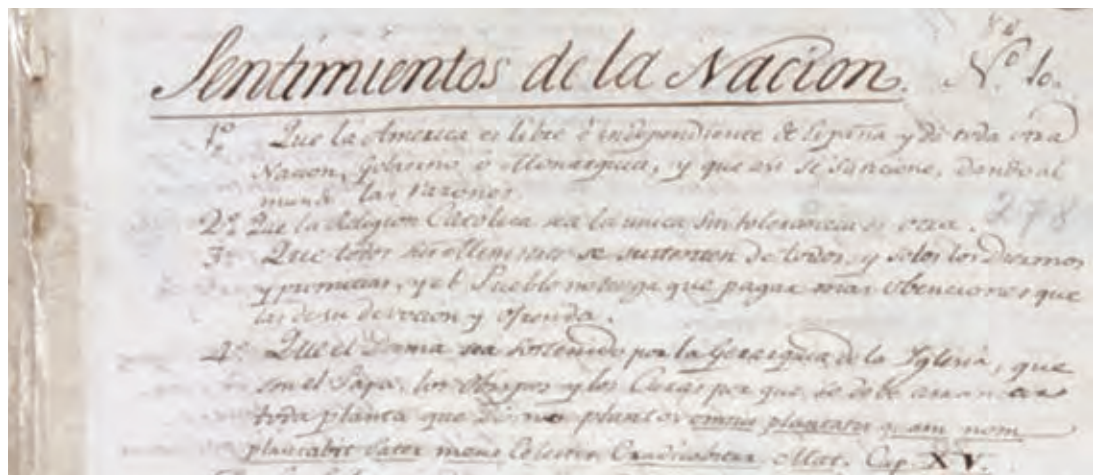 Sentimientos de la Nacion. Nº 10.
1º Que la America es libre é independiente de España y de toda otra
Nacion, Gobierno ó Monarquia, y que asi se sancione, dando al
mundo las razones.
278
2º Que la Religion Catolica sea la unica sin tolerancia de otra.
3º Que todos sus Ministros se sustenten de todos, y solos los Diezmos
y primicias, y el Pueblo no tenga que pagar mas obenciones que
las de su devocion y ofrenda.
4º Que el Dogma sea sostenido por la Gerarquia de la Yglesia, que
son el Papa, los Obispos y los Curas por que se debe arrancar
toda planta que Dios no plantó: omnis plantatis quam nom
plantabit Pater meus Celestis Cradicabitur. Mat. Cap. XV.